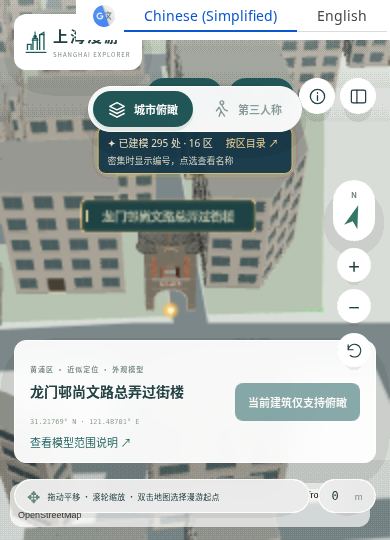 Chinese (Simplified)
English
上海漫游
SHANGHAI EXPLORER
城市俯瞰
第三人称
✦ 已建模 295 处 · 16 区 按区目录 ↗
密集时显示编号，点选查看名称
龙门邨尚文路总弄过街楼
N
+
−
黄浦区 · 近似定位 · 外观模型
龙门邨尚文路总弄过街楼
当前建筑仅支持俯瞰
31.21769° N · 121.48781° E
查看模型范围说明 ↗
拖动平移 · 滚轮缩放 · 双击地图选择漫游起点
0 m
OpenStreetMap